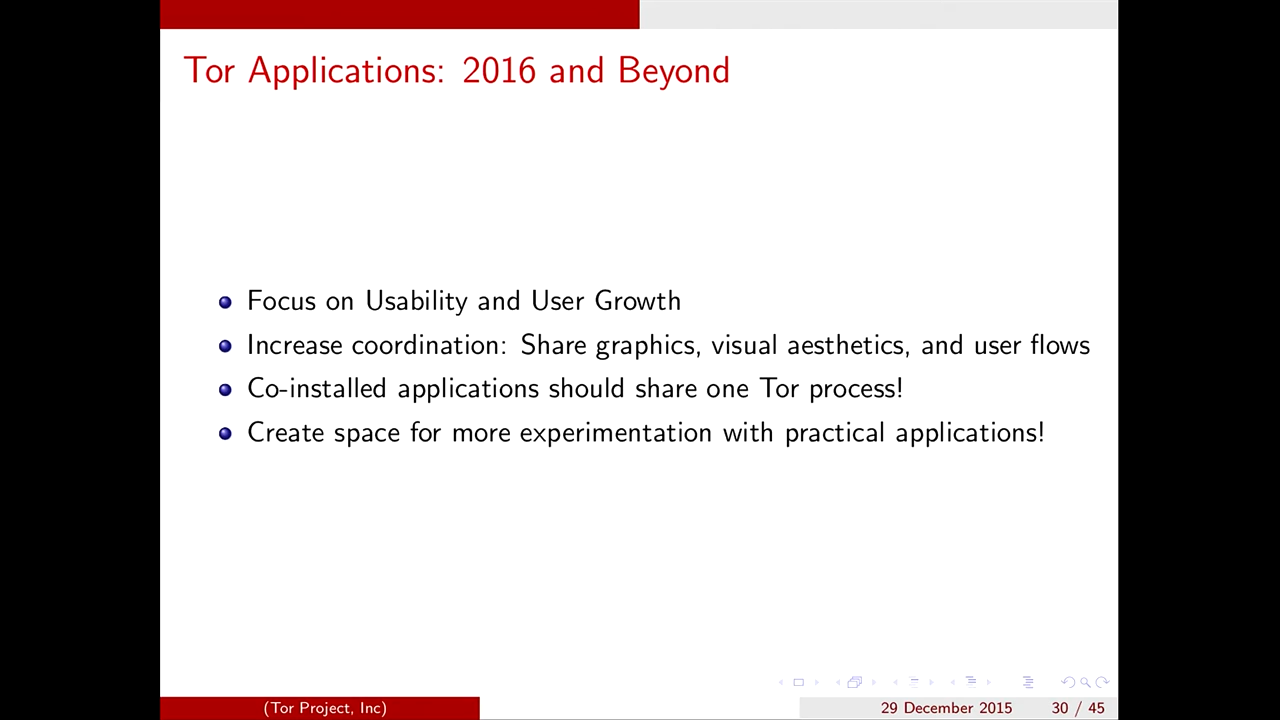 Tor Applications: 2016 and Beyond
Focus on Usability and User Growth
Increase coordination: Share graphics, visual aesthetics, and user flows
Co-installed applications should share one Tor process!
Create space for more experimentation with practical applications!
(Tor Project, Inc)
29 December 2015
30 / 45